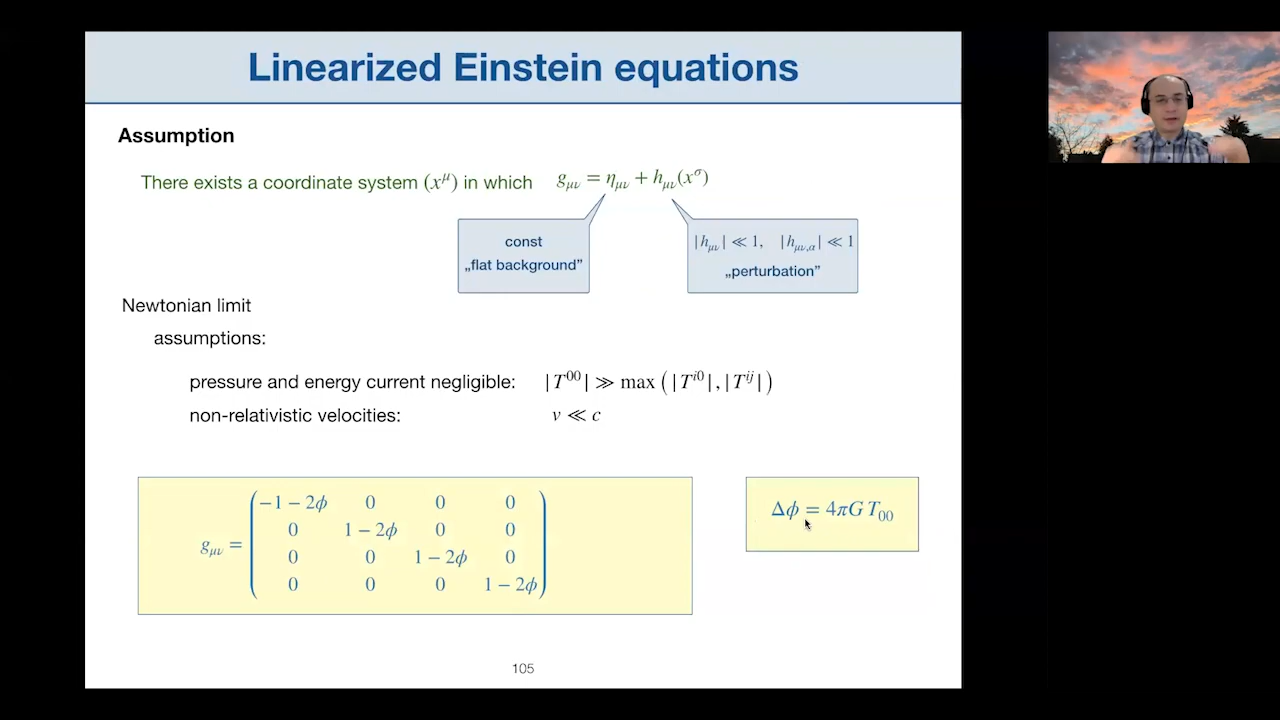 Linearized Einstein equations
Assumption
There exists a coordinate system (x^μ) in which g_μν = η_μν + h_μν(x^σ)
const
„flat background”
|h_μν| ≪ 1, |h_μν,α| ≪ 1
„perturbation”
Newtonian limit
assumptions:
pressure and energy current negligible: |T^00| ≫ max (|T^i0|, |T^ij|)
non-relativistic velocities: v ≪ c
g_μν =
−1 − 2ϕ 0 0 0
0 1 − 2ϕ 0 0
0 0 1 − 2ϕ 0
0 0 0 1 − 2ϕ
Δϕ = 4πG T_00
105